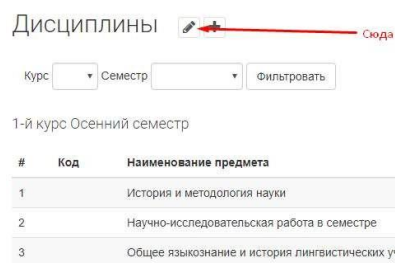 Дисциплины
Сюда
Курс Семестр Фильтровать
1-й курс Осенний семестр
# Код Наименование предмета
1 История и методология науки
2 Научно-исследовательская работа в семестре
3 Общее языкознание и история лингвистических